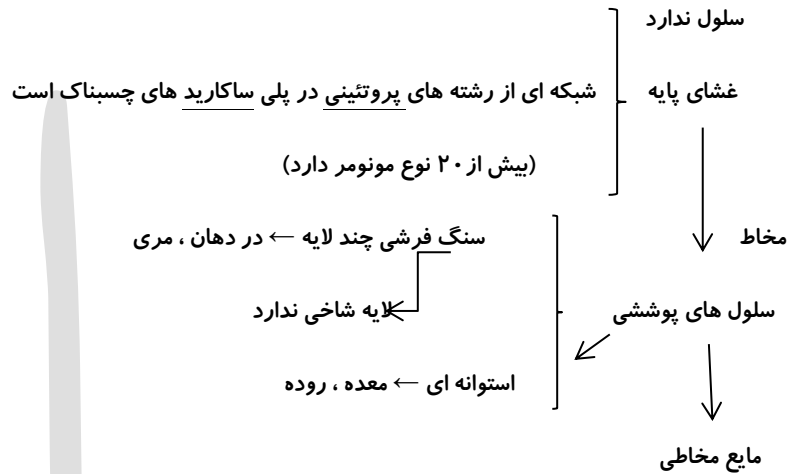 سلول ندارد
غشای پایه شبکه ای از رشته های پروتئینی در پلی ساکارید های چسبناک است
(بیش از ۲۰ نوع مونومر دارد)
مخاط سنگ فرشی چند لایه ← در دهان ، مری
لایه شاخی ندارد
سلول های پوششی
استوانه ای ← معده ، روده
مایع مخاطی